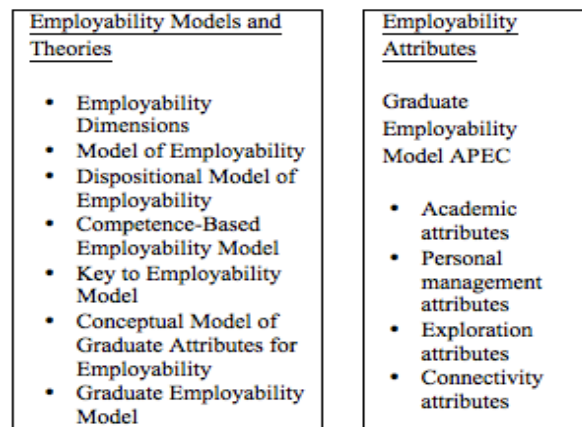 Employability Models and
Theories
• Employability
Dimensions
• Model of Employability
• Dispositional Model of
Employability
• Competence-Based
Employability Model
• Key to Employability
Model
• Conceptual Model of
Graduate Attributes for
Employability
• Graduate Employability
Model
Employability
Attributes
Graduate
Employability
Model APEC
• Academic
attributes
• Personal
management
attributes
• Exploration
attributes
• Connectivity
attributes